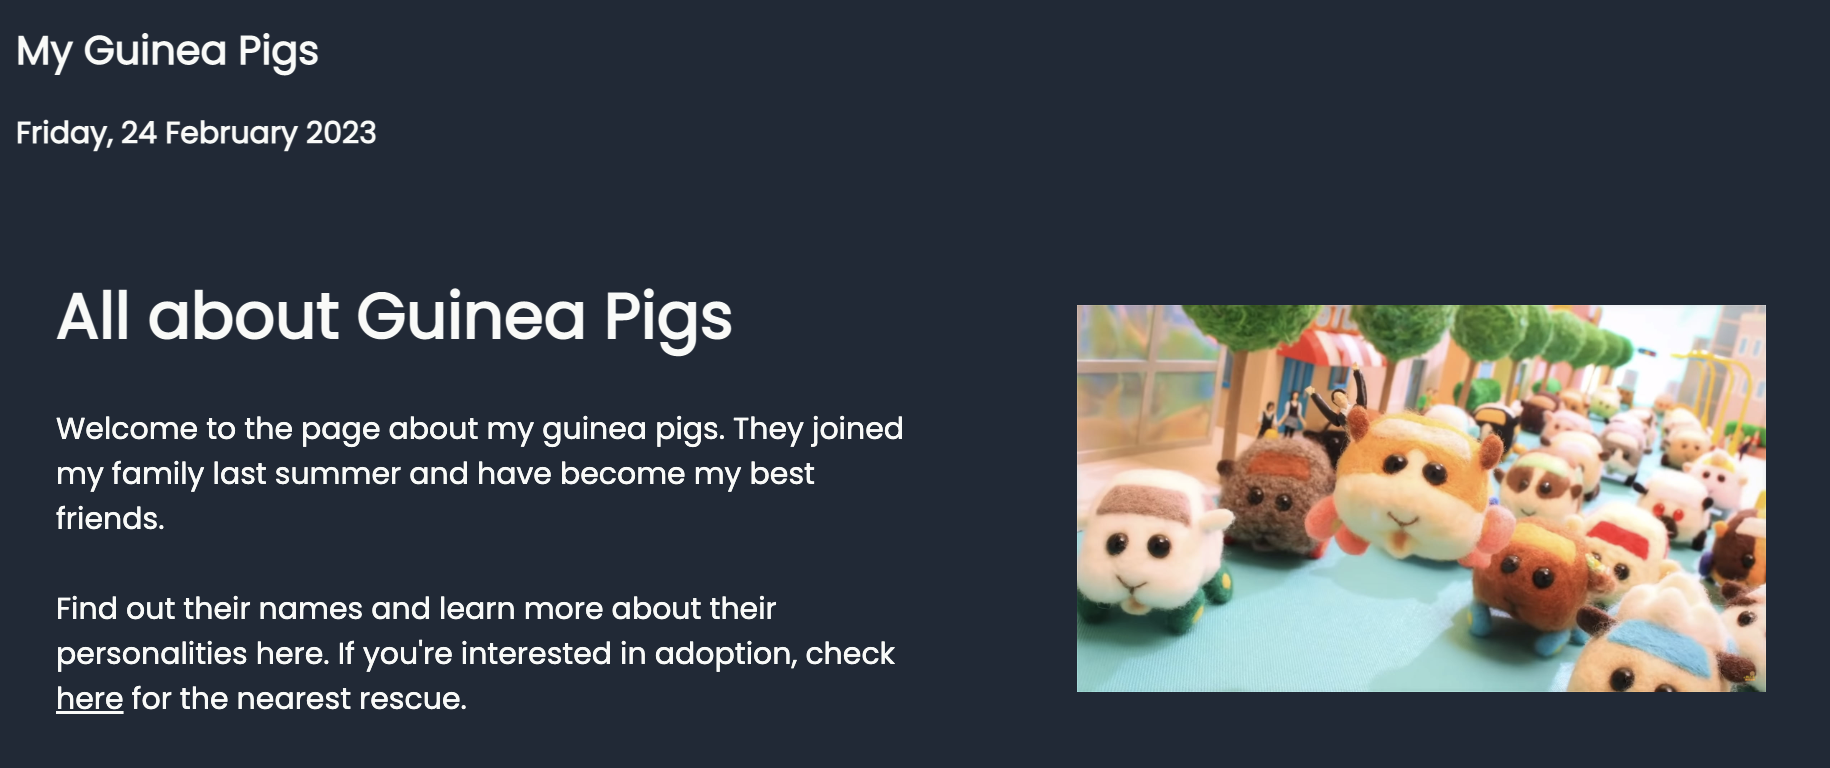 My Guinea Pigs
Friday, 24 February 2023
All about Guinea Pigs
Welcome to the page about my guinea pigs. They joined
my family last summer and have become my best
friends.
Find out their names and learn more about their
personalities here. If you're interested in adoption, check
here for the nearest rescue.